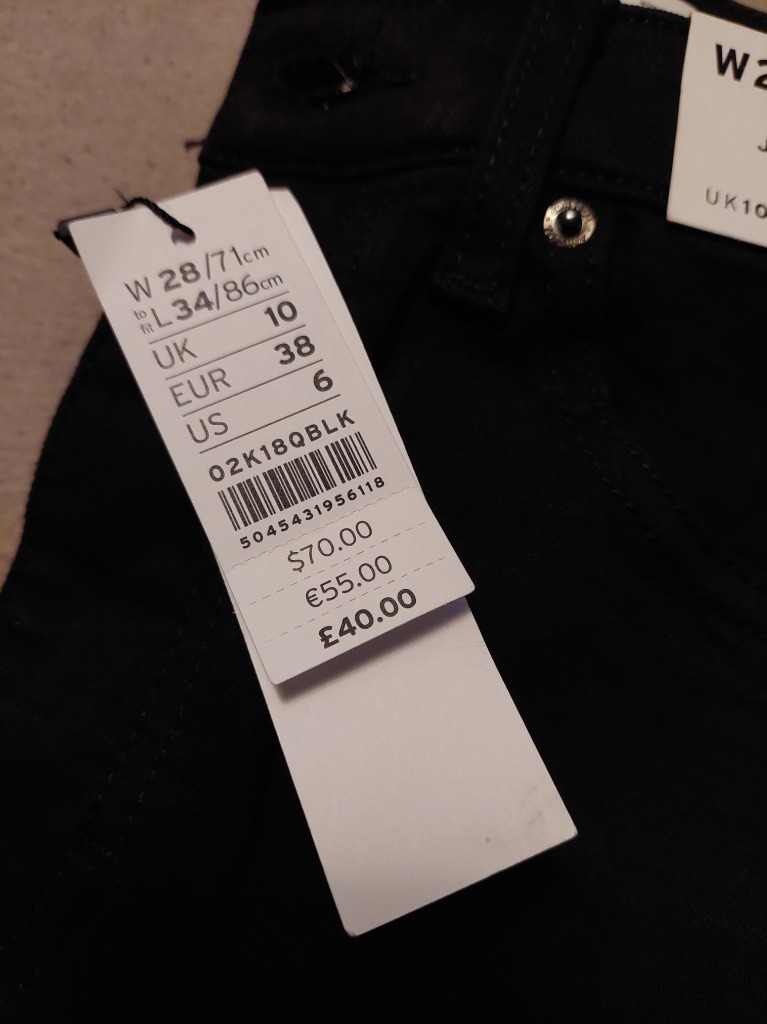 W 28/71cm
to fit L 34/86cm
UK 10
EUR 38
US 6
02K18QBLK
5045431956118
$70.00
€55.00
£40.00
W2
J
UK10